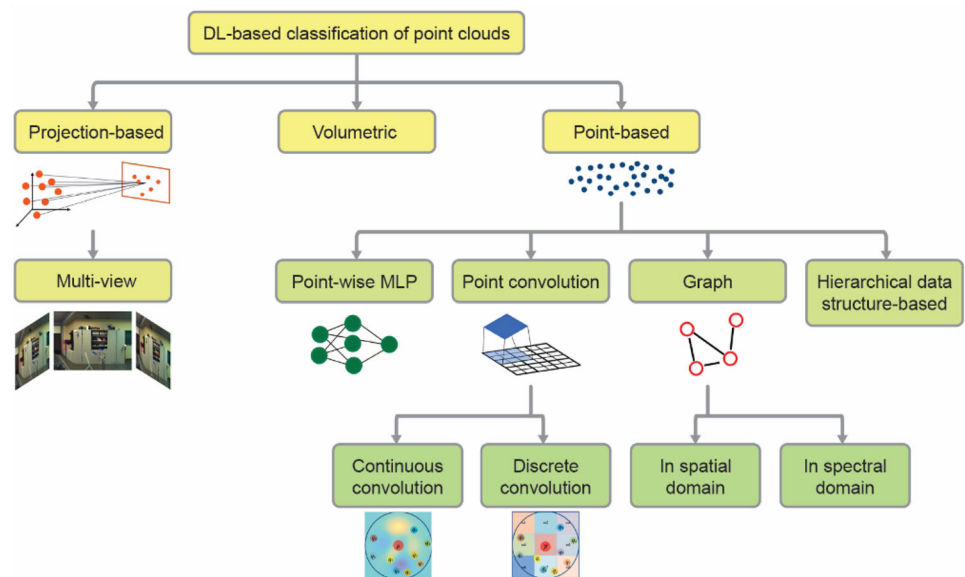 DL-based classification of point clouds
Projection-based
Volumetric
Point-based
Multi-view
Point-wise MLP
Point convolution
Graph
Hierarchical data
structure-based
Continuous
convolution
Discrete
convolution
In spatial
domain
In spectral
domain